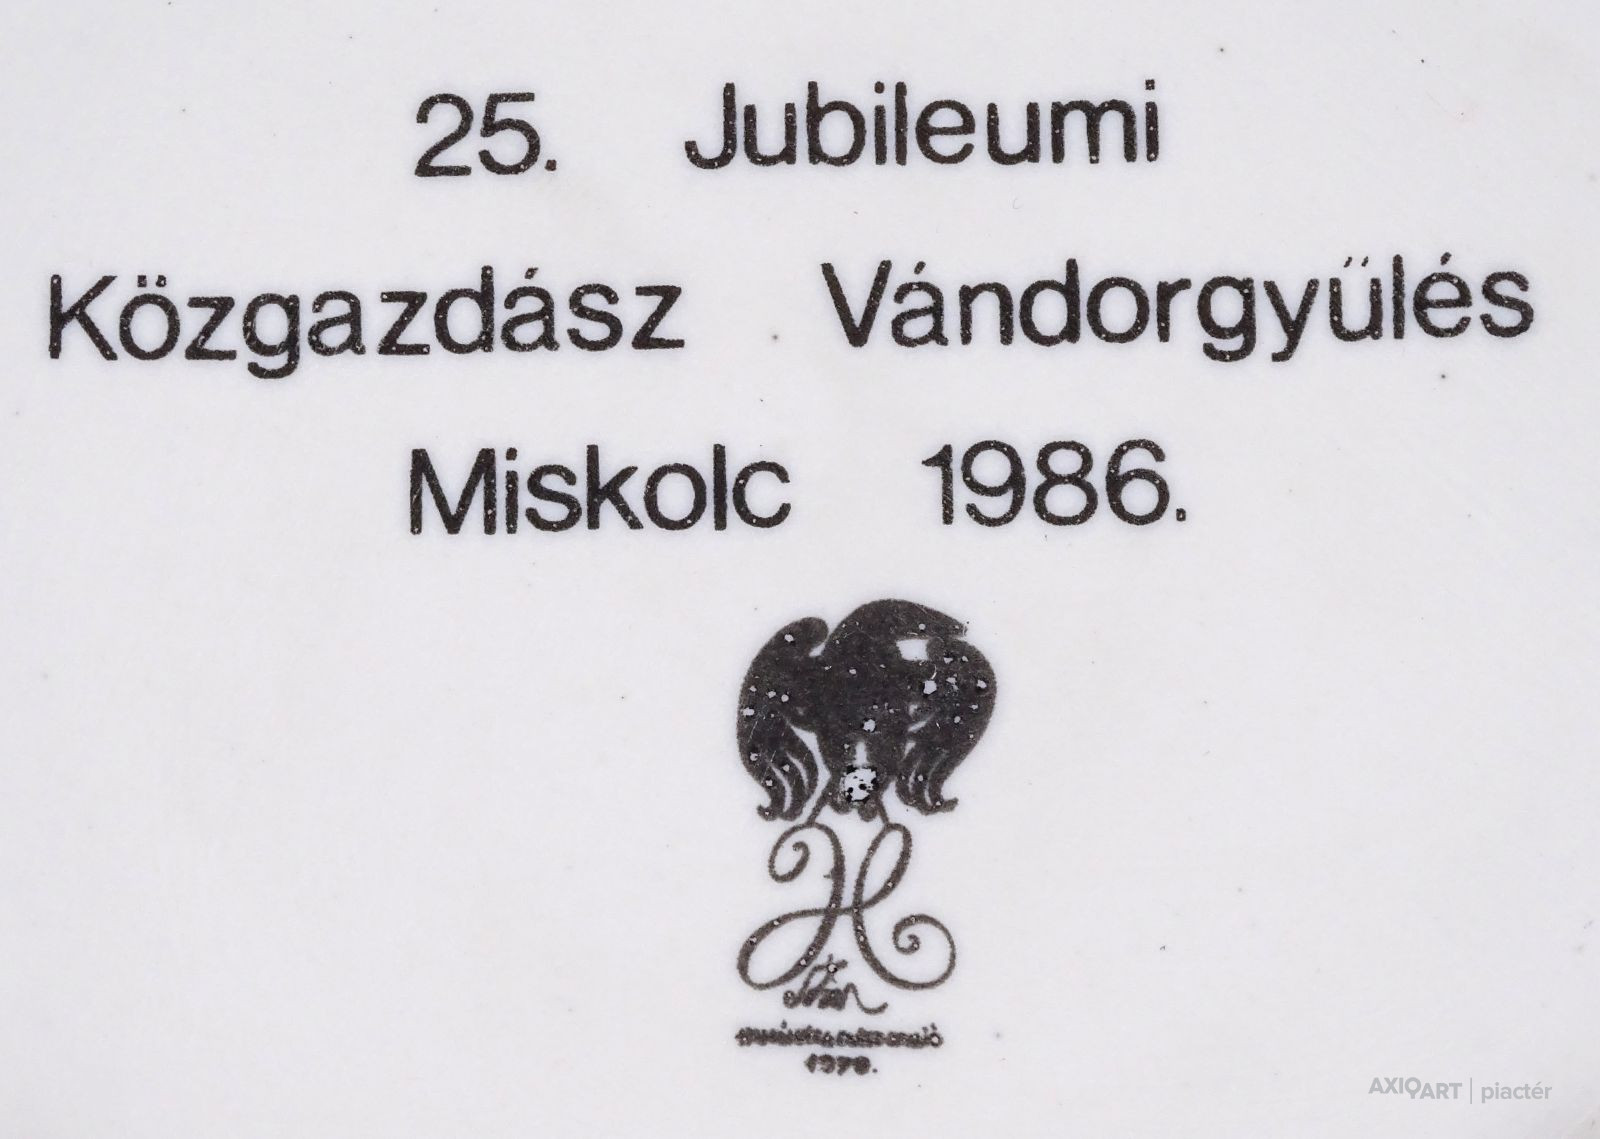 25. Jubileumi
Közgazdász Vándorgyűlés
Miskolc 1986.
H
AXIOART | piactér